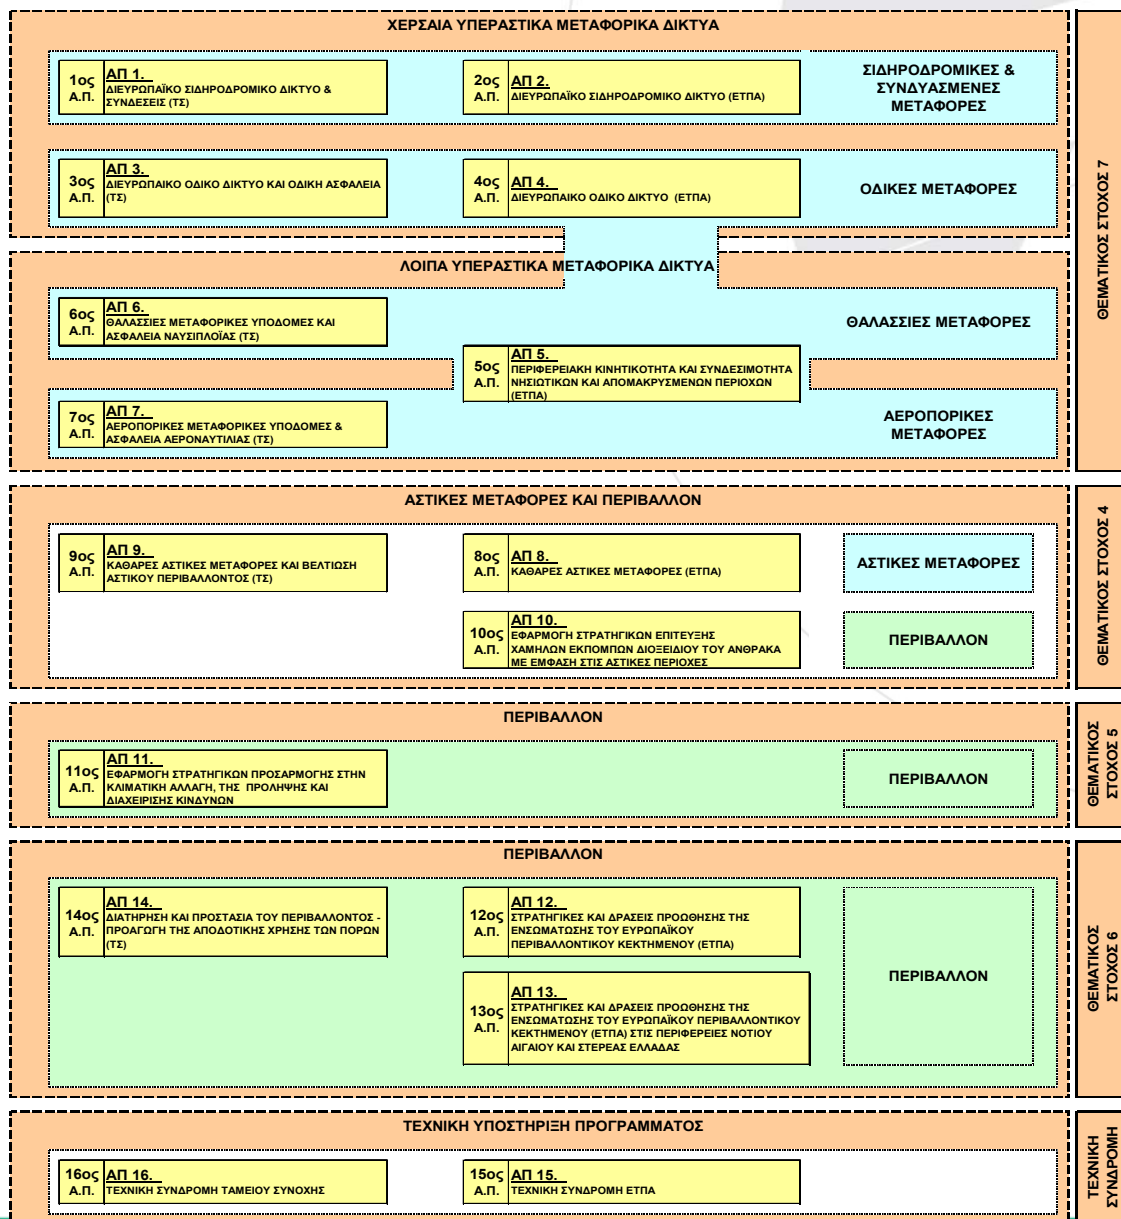 ΧΕΡΣΑΙΑ ΥΠΕΡΑΣΤΙΚΑ ΜΕΤΑΦΟΡΙΚΑ ΔΙΚΤΥΑ
1ος Α.Π.
ΑΠ 1.
ΔΙΕΥΡΩΠΑΪΚΟ ΣΙΔΗΡΟΔΡΟΜΙΚΟ ΔΙΚΤΥΟ &
ΣΥΝΔΕΣΕΙΣ (ΤΣ)
2ος Α.Π.
ΑΠ 2.
ΔΙΕΥΡΩΠΑΪΚΟ ΣΙΔΗΡΟΔΡΟΜΙΚΟ ΔΙΚΤΥΟ (ΕΤΠΑ)
ΣΙΔΗΡΟΔΡΟΜΙΚΕΣ &
ΣΥΝΔΥΑΣΜΕΝΕΣ
ΜΕΤΑΦΟΡΕΣ
3ος Α.Π.
ΑΠ 3.
ΔΙΕΥΡΩΠΑΙΚΟ ΟΔΙΚΟ ΔΙΚΤΥΟ ΚΑΙ ΟΔΙΚΗ ΑΣΦΑΛΕΙΑ
(ΤΣ)
4ος Α.Π.
ΑΠ 4.
ΔΙΕΥΡΩΠΑΙΚΟ ΟΔΙΚΟ ΔΙΚΤΥΟ (ΕΤΠΑ)
ΟΔΙΚΕΣ ΜΕΤΑΦΟΡΕΣ
ΘΕΜΑΤΙΚΟΣ ΣΤΟΧΟΣ 7
ΛΟΙΠΑ ΥΠΕΡΑΣΤΙΚΑ ΜΕΤΑΦΟΡΙΚΑ ΔΙΚΤΥΑ
6ος Α.Π.
ΑΠ 6.
ΘΑΛΑΣΣΙΕΣ ΜΕΤΑΦΟΡΙΚΕΣ ΥΠΟΔΟΜΕΣ ΚΑΙ
ΑΣΦΑΛΕΙΑ ΝΑΥΣΙΠΛΟΪΑΣ (ΤΣ)
ΘΑΛΑΣΣΙΕΣ ΜΕΤΑΦΟΡΕΣ
5ος Α.Π.
ΑΠ 5.
ΠΕΡΙΦΕΡΕΙΑΚΗ ΚΙΝΗΤΙΚΟΤΗΤΑ ΚΑΙ ΣΥΝΔΕΣΙΜΟΤΗΤΑ
ΝΗΣΙΩΤΙΚΩΝ ΚΑΙ ΑΠΟΜΑΚΡΥΣΜΕΝΩΝ ΠΕΡΙΟΧΩΝ
(ΕΤΠΑ)
7ος Α.Π.
ΑΠ 7.
ΑΕΡΟΠΟΡΙΚΕΣ ΜΕΤΑΦΟΡΙΚΕΣ ΥΠΟΔΟΜΕΣ &
ΑΣΦΑΛΕΙΑ ΑΕΡΟΝΑΥΤΙΛΙΑΣ (ΤΣ)
ΑΕΡΟΠΟΡΙΚΕΣ
ΜΕΤΑΦΟΡΕΣ
ΑΣΤΙΚΕΣ ΜΕΤΑΦΟΡΕΣ ΚΑΙ ΠΕΡΙΒΑΛΛΟΝ
9ος Α.Π.
ΑΠ 9.
ΚΑΘΑΡΕΣ ΑΣΤΙΚΕΣ ΜΕΤΑΦΟΡΕΣ ΚΑΙ ΒΕΛΤΙΩΣΗ
ΑΣΤΙΚΟΥ ΠΕΡΙΒΑΛΛΟΝΤΟΣ (ΤΣ)
8ος Α.Π.
ΑΠ 8.
ΚΑΘΑΡΕΣ ΑΣΤΙΚΕΣ ΜΕΤΑΦΟΡΕΣ (ΕΤΠΑ)
ΑΣΤΙΚΕΣ ΜΕΤΑΦΟΡΕΣ
10ος Α.Π.
ΑΠ 10.
ΕΦΑΡΜΟΓΗ ΣΤΡΑΤΗΓΙΚΩΝ ΕΠΙΤΕΥΞΗΣ
ΧΑΜΗΛΩΝ ΕΚΠΟΜΠΩΝ ΔΙΟΞΕΙΔΙΟΥ ΤΟΥ ΑΝΘΡΑΚΑ
ΜΕ ΕΜΦΑΣΗ ΣΤΙΣ ΑΣΤΙΚΕΣ ΠΕΡΙΟΧΕΣ
ΠΕΡΙΒΑΛΛΟΝ
ΘΕΜΑΤΙΚΟΣ ΣΤΟΧΟΣ 4
ΠΕΡΙΒΑΛΛΟΝ
11ος Α.Π.
ΑΠ 11.
ΕΦΑΡΜΟΓΗ ΣΤΡΑΤΗΓΙΚΩΝ ΠΡΟΣΑΡΜΟΓΗΣ ΣΤΗΝ
ΚΛΙΜΑΤΙΚΗ ΑΛΛΑΓΗ, ΤΗΣ ΠΡΟΛΗΨΗΣ ΚΑΙ
ΔΙΑΧΕΙΡΙΣΗΣ ΚΙΝΔΥΝΩΝ
ΠΕΡΙΒΑΛΛΟΝ
ΘΕΜΑΤΙΚΟΣ
ΣΤΟΧΟΣ 5
ΠΕΡΙΒΑΛΛΟΝ
14ος Α.Π.
ΑΠ 14.
ΔΙΑΤΗΡΗΣΗ ΚΑΙ ΠΡΟΣΤΑΣΙΑ ΤΟΥ ΠΕΡΙΒΑΛΛΟΝΤΟΣ -
ΠΡΟΑΓΩΓΗ ΤΗΣ ΑΠΟΔΟΤΙΚΗΣ ΧΡΗΣΗΣ ΤΩΝ ΠΟΡΩΝ
(ΤΣ)
12ος Α.Π.
ΑΠ 12.
ΣΤΡΑΤΗΓΙΚΕΣ ΚΑΙ ΔΡΑΣΕΙΣ ΠΡΟΩΘΗΣΗΣ ΤΗΣ
ΕΝΣΩΜΑΤΩΣΗΣ ΤΟΥ ΕΥΡΩΠΑΪΚΟΥ
ΠΕΡΙΒΑΛΛΟΝΤΙΚΟΥ ΚΕΚΤΗΜΕΝΟΥ (ΕΤΠΑ)
13ος Α.Π.
ΑΠ 13.
ΣΤΡΑΤΗΓΙΚΕΣ ΚΑΙ ΔΡΑΣΕΙΣ ΠΡΟΩΘΗΣΗΣ ΤΗΣ
ΕΝΣΩΜΑΤΩΣΗΣ ΤΟΥ ΕΥΡΩΠΑΪΚΟΥ ΠΕΡΙΒΑΛΛΟΝΤΙΚΟΥ
ΚΕΚΤΗΜΕΝΟΥ (ΕΤΠΑ) ΣΤΙΣ ΠΕΡΙΦΕΡΕΙΕΣ ΝΟΤΙΟΥ
ΑΙΓΑΙΟΥ ΚΑΙ ΣΤΕΡΕΑΣ ΕΛΛΑΔΑΣ
ΠΕΡΙΒΑΛΛΟΝ
ΘΕΜΑΤΙΚΟΣ
ΣΤΟΧΟΣ 6
ΤΕΧΝΙΚΗ ΥΠΟΣΤΗΡΙΞΗ ΠΡΟΓΡΑΜΜΑΤΟΣ
16ος Α.Π.
ΑΠ 16.
ΤΕΧΝΙΚΗ ΣΥΝΔΡΟΜΗ ΤΑΜΕΙΟΥ ΣΥΝΟΧΗΣ
15ος Α.Π.
ΑΠ 15.
ΤΕΧΝΙΚΗ ΣΥΝΔΡΟΜΗ ΕΤΠΑ
ΤΕΧΝΙΚΗ
ΣΥΝΔΡΟΜΗ